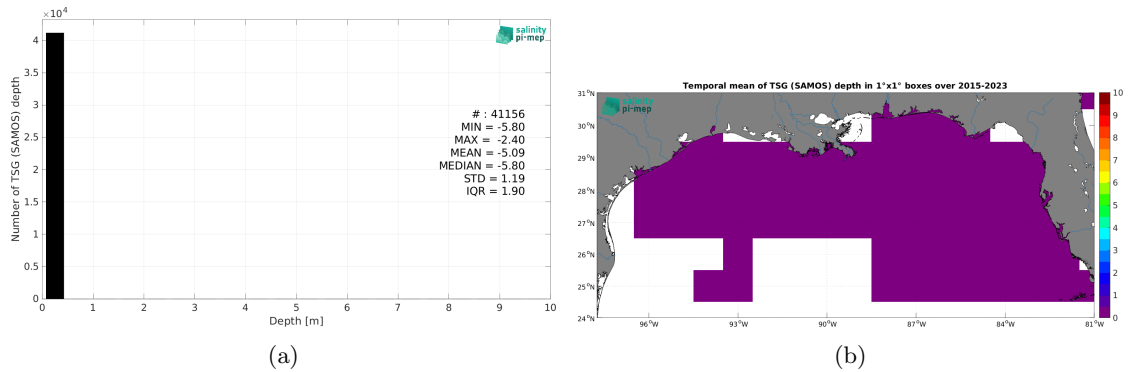 ×10⁴
salinity
pi-mep
4
3.5
3
2.5
2
1.5
1
0.5
0
Number of TSG (SAMOS) depth
# : 41156
MIN = -5.80
MAX = -2.40
MEAN = -5.09
MEDIAN = -5.80
STD = 1.19
IQR = 1.90
0 1 2 3 4 5 6 7 8 9 10
Depth [m]
(a)
Temporal mean of TSG (SAMOS) depth in 1°x1° boxes over 2015-2023
salinity
pi-mep
31°N
30°N
29°N
28°N
27°N
26°N
25°N
24°N
96°W 93°W 90°W 87°W 84°W 81°W
10
9
8
7
6
5
4
3
2
1
0
(b)